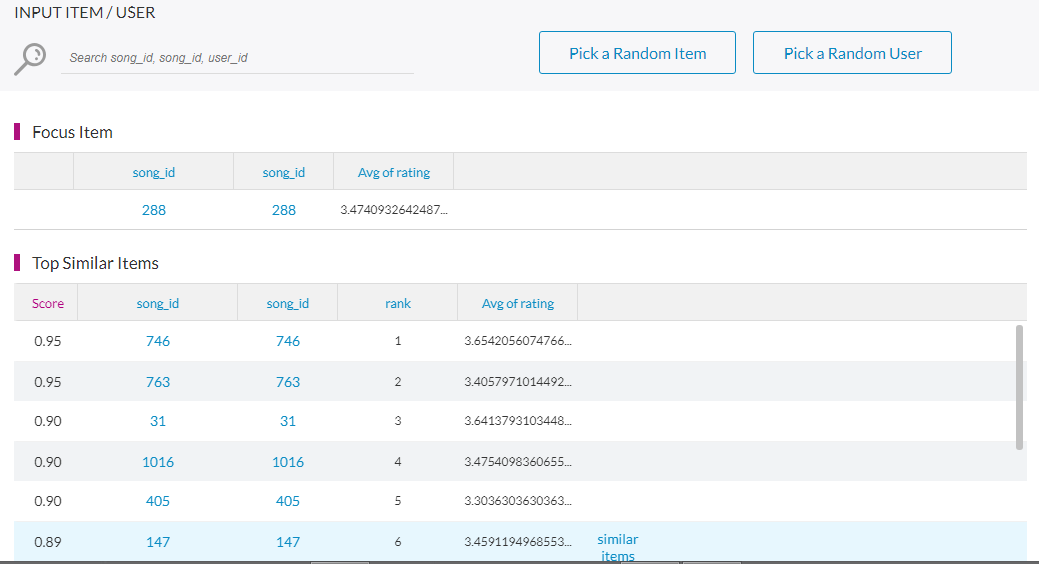 INPUT ITEM / USER
Search song_id, song_id, user_id
Pick a Random Item
Pick a Random User
Focus Item
song_id song_id Avg of rating
288 288 3.4740932642487...
Top Similar Items
Score song_id song_id rank Avg of rating
0.95 746 746 1 3.6542056074766...
0.95 763 763 2 3.4057971014492...
0.90 31 31 3 3.6413793103448...
0.90 1016 1016 4 3.4754098360655...
0.90 405 405 5 3.3036303630363...
0.89 147 147 6 3.4591194968553... similar
items